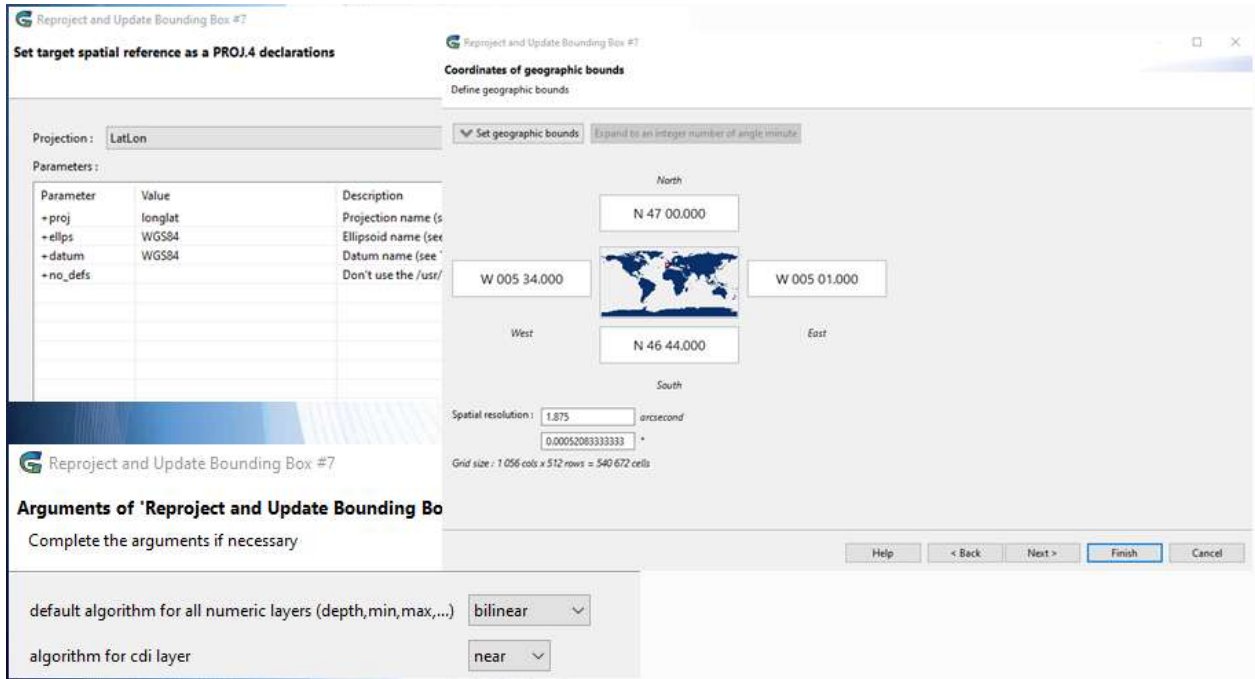 Reproject and Update Bounding Box #7
Set target spatial reference as a PROJ.4 declarations
Projection : LatLon
Parameters :
Parameter Value Description
+proj longlat Projection name (s
+ellps WGS84 Ellipsoid name (see
+datum WGS84 Datum name (see
+no_defs Don't use the /usr/
Reproject and Update Bounding Box #7
Coordinates of geographic bounds
Define geographic bounds
Set geographic bounds Expand to an integer number of angle minute
North
N 47 00.000
W 005 34.000 W 005 01.000
West East
N 46 44.000
South
Spatial resolution : 1.875 arcsecond
0.00052083333333 °
Grid size : 1 056 cols x 512 rows = 540 672 cells
Help < Back Next > Finish Cancel
Reproject and Update Bounding Box #7
Arguments of 'Reproject and Update Bounding Bo
Complete the arguments if necessary
default algorithm for all numeric layers (depth,min,max,...) bilinear
algorithm for cdi layer near